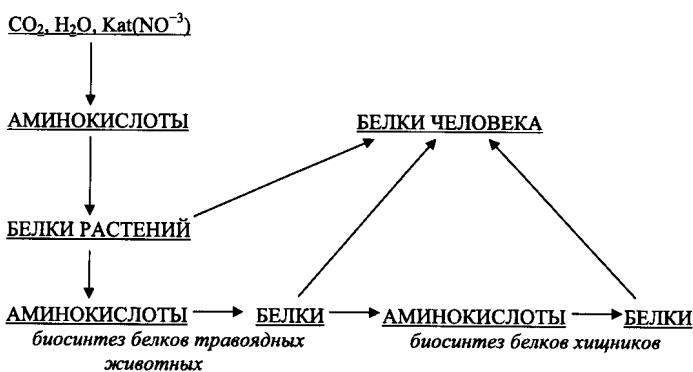 CO₂, H₂O, Kat(NO⁻³)
АМИНОКИСЛОТЫ
БЕЛКИ ЧЕЛОВЕКА
БЕЛКИ РАСТЕНИЙ
АМИНОКИСЛОТЫ БЕЛКИ АМИНОКИСЛОТЫ БЕЛКИ
биосинтез белков травоядных
животных
биосинтез белков хищников